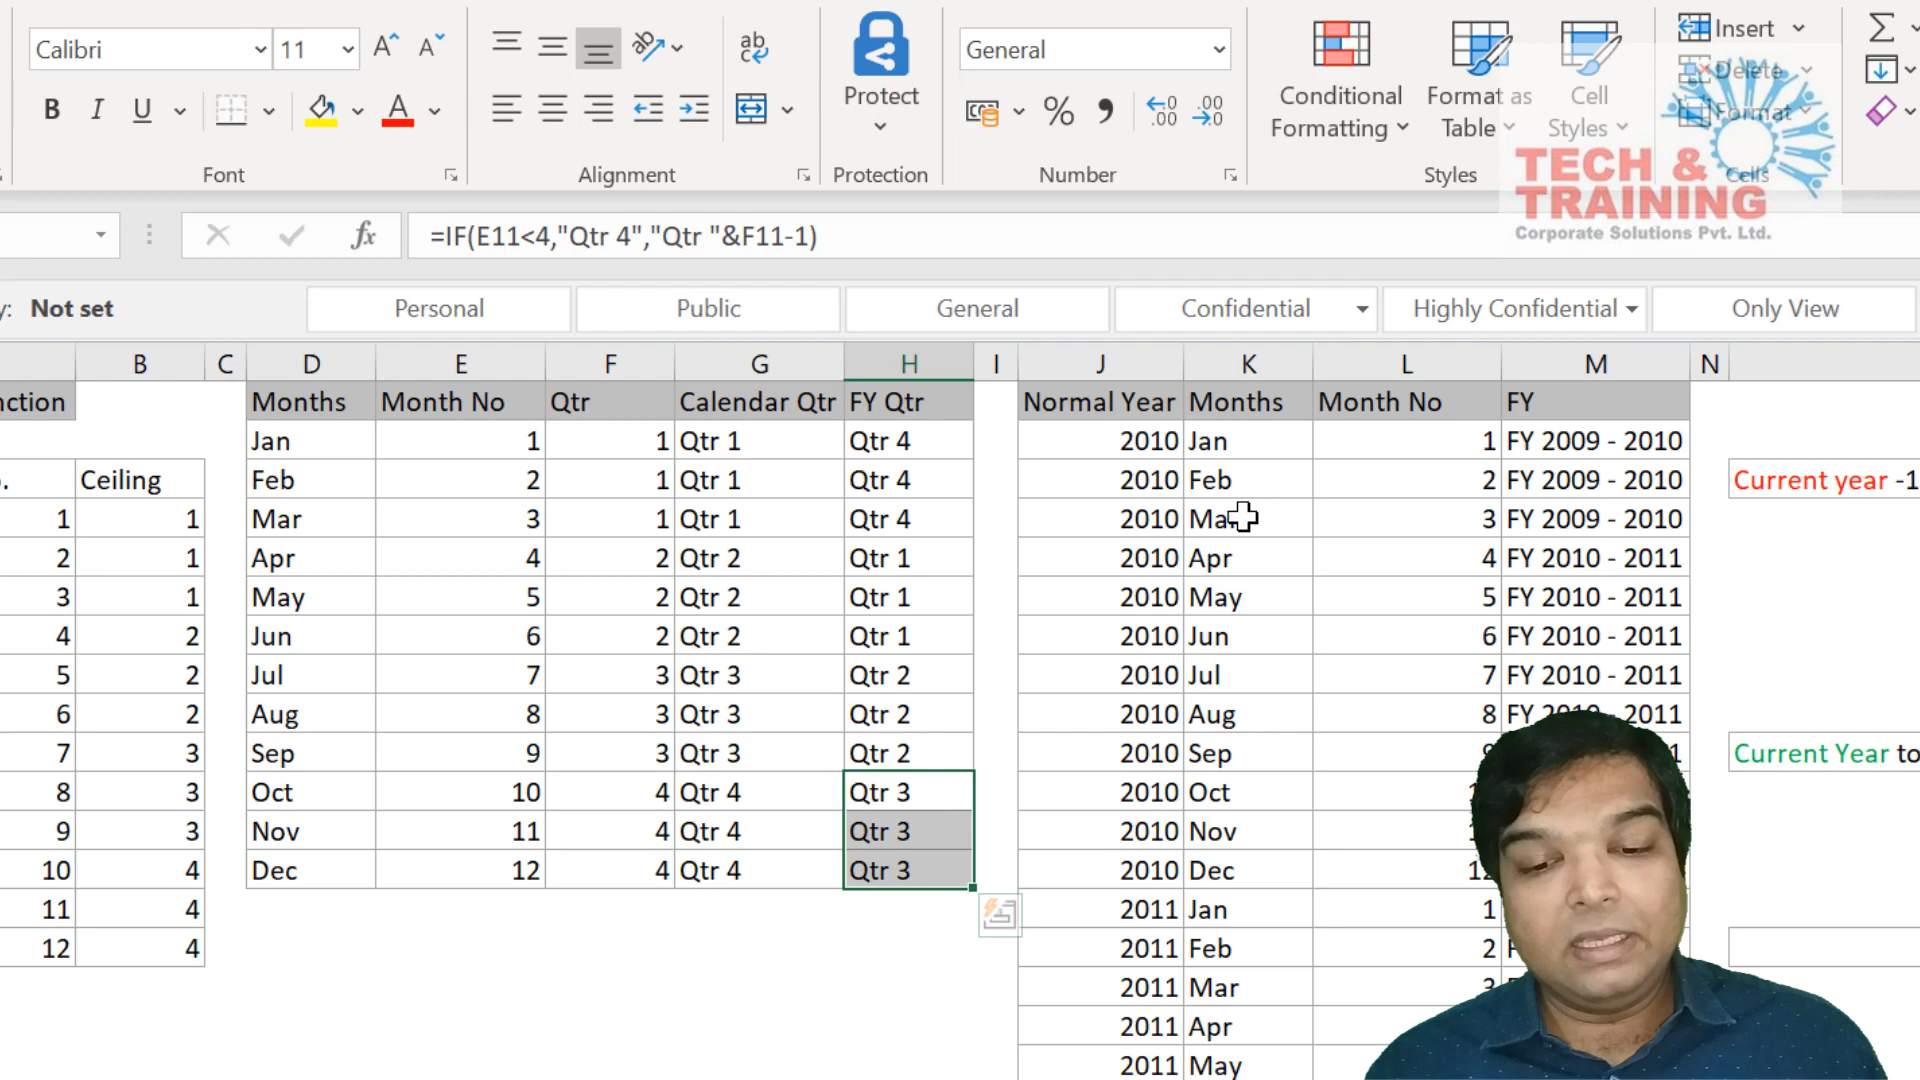 Calibri 11 A A ab General Insert
B I U A Protect Conditional Formatting Format as Table Cell Styles Delete
Format
Font Alignment Protection Number Styles Cells
TECH & TRAINING
Corporate Solutions Pvt. Ltd.
fx =IF(E11<4,"Qtr 4","Qtr "&F11-1)
y: Not set Personal Public General Confidential Highly Confidential Only View
B C D E F G H I J K L M N
nction Months Month No Qtr Calendar Qtr FY Qtr Normal Year Months Month No FY
Jan 1 1 Qtr 1 Qtr 4 2010 Jan 1 FY 2009 - 2010
. Ceiling Feb 2 1 Qtr 1 Qtr 4 2010 Feb 2 FY 2009 - 2010 Current year -1
1 1 Mar 3 1 Qtr 1 Qtr 4 2010 Mar 3 FY 2009 - 2010
2 1 Apr 4 2 Qtr 2 Qtr 1 2010 Apr 4 FY 2010 - 2011
3 1 May 5 2 Qtr 2 Qtr 1 2010 May 5 FY 2010 - 2011
4 2 Jun 6 2 Qtr 2 Qtr 1 2010 Jun 6 FY 2010 - 2011
5 2 Jul 7 3 Qtr 3 Qtr 2 2010 Jul 7 FY 2010 - 2011
6 2 Aug 8 3 Qtr 3 Qtr 2 2010 Aug 8 FY 2010 - 2011
7 3 Sep 9 3 Qtr 3 Qtr 2 2010 Sep Current Year to
8 3 Oct 10 4 Qtr 4 Qtr 3 2010 Oct
9 3 Nov 11 4 Qtr 4 Qtr 3 2010 Nov
10 4 Dec 12 4 Qtr 4 Qtr 3 2010 Dec 12
11 4 2011 Jan 1
12 4 2011 Feb 2
2011 Mar 3
2011 Apr
2011 May